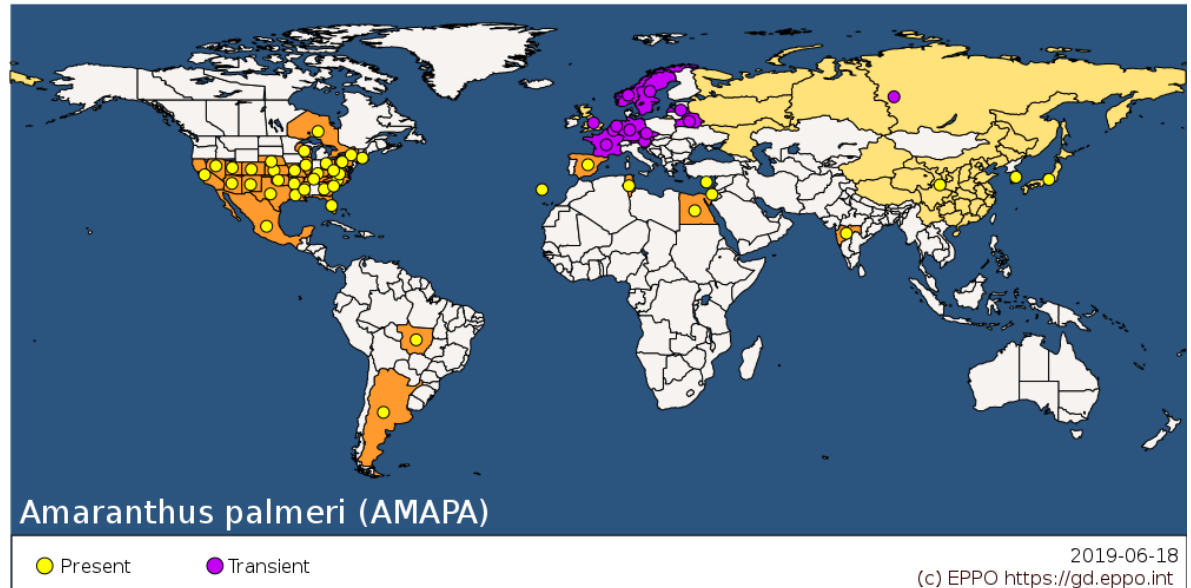 Amaranthus palmeri (AMAPA)
Present
Transient
2019-06-18
(c) EPPO https://gd.eppo.int